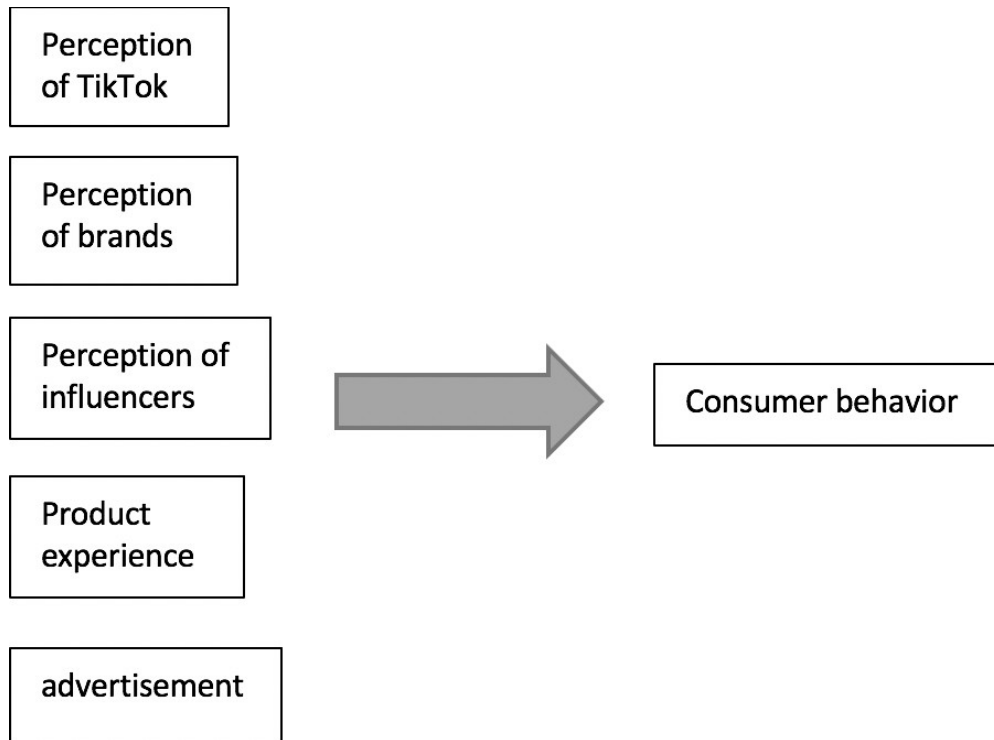 Perception
of TikTok
Perception
of brands
Perception of
influencers
Consumer behavior
Product
experience
advertisement